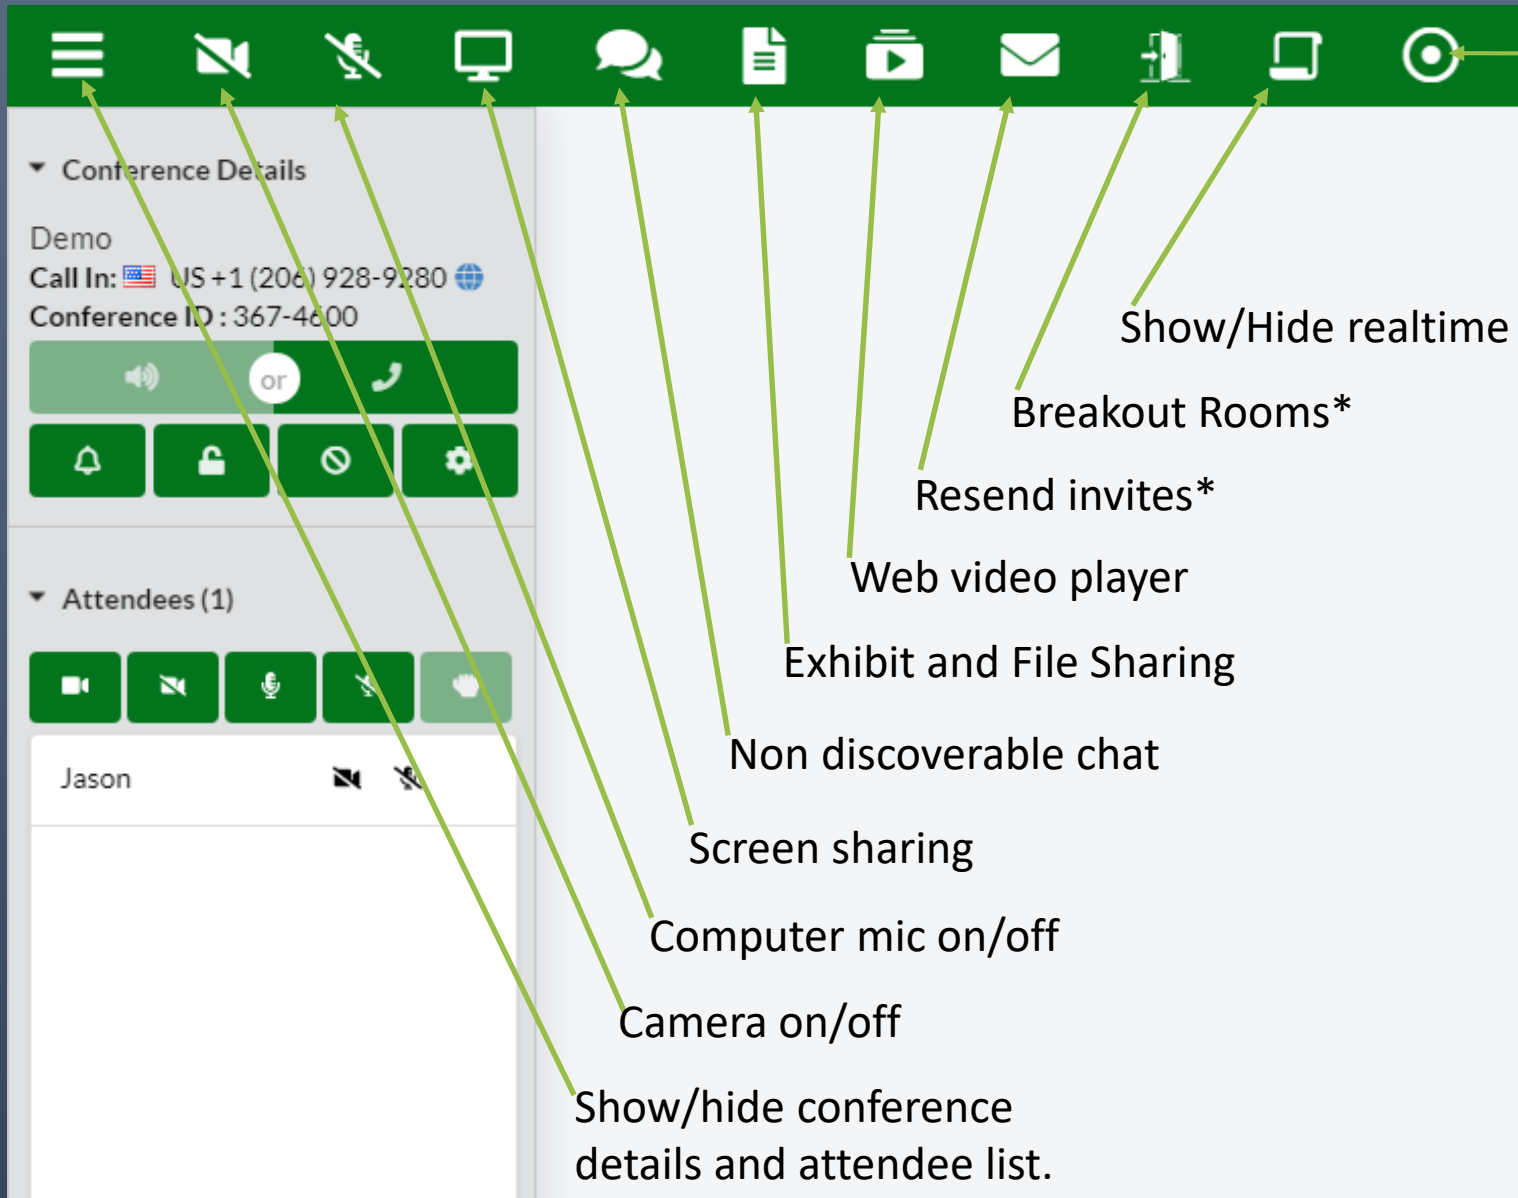 Conference Details
Demo
Call In: US +1 (206) 928-9280
Conference ID : 367-4600
or
Attendees (1)
Jason
Show/Hide realtime
Breakout Rooms*
Resend invites*
Web video player
Exhibit and File Sharing
Non discoverable chat
Screen sharing
Computer mic on/off
Camera on/off
Show/hide conference
details and attendee list.